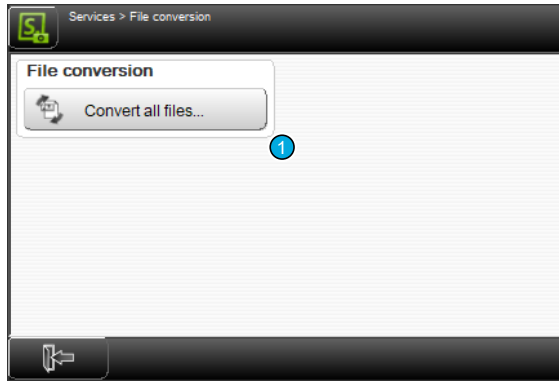 S
Services > File conversion
File conversion
Convert all files...
1